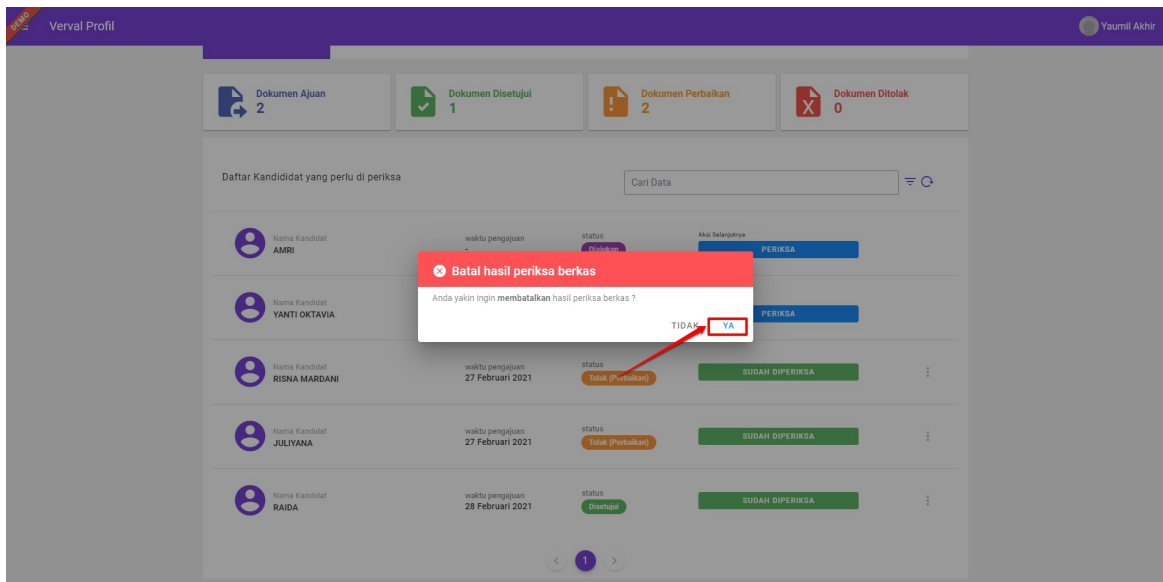 DEMO
Verval Profil
Yaumil Akhir
Dokumen Ajuan
2
Dokumen Disetujui
1
Dokumen Perbaikan
2
Dokumen Ditolak
0
Daftar Kandididat yang perlu di periksa
Cari Data
Nama Kandidat
AMRI
waktu pengajuan
-
status
Diajukan
Aksi Selanjutnya
PERIKSA
Batal hasil periksa berkas
Anda yakin ingin membatalkan hasil periksa berkas ?
TIDAK
YA
Nama Kandidat
YANTI OKTAVIA
PERIKSA
Nama Kandidat
RISNA MARDANI
waktu pengajuan
27 Februari 2021
status
Tolak (Perbaikan)
SUDAH DIPERIKSA
Nama Kandidat
JULIYANA
waktu pengajuan
27 Februari 2021
status
Tolak (Perbaikan)
SUDAH DIPERIKSA
Nama Kandidat
RAIDA
waktu pengajuan
28 Februari 2021
status
Disetujui
SUDAH DIPERIKSA
1